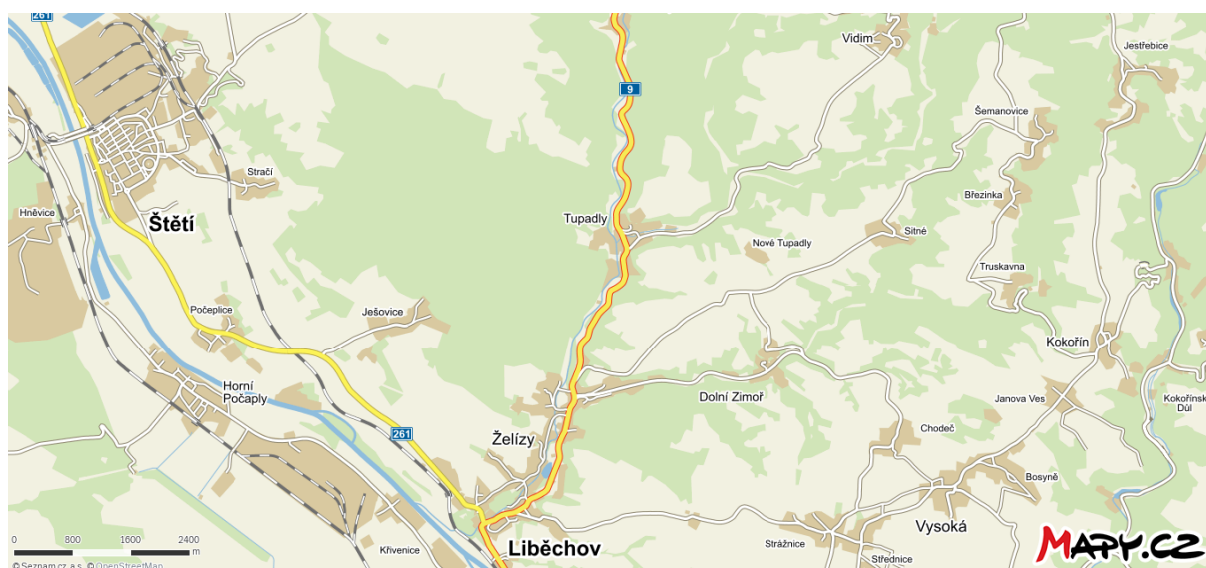 261
Vidim
Jestřebice
9
Šemanovice
Stračí
Březinka
Hněvice
Štětí
Tupadly
Sitné
Nové Tupadly
Truskavna
Počeplice
Ješovice
Kokořín
Horní
Počaply
Dolní Zimoř
Janova Ves
Kokořínsk
Důl
261
Želízy
Chodeč
Bosyně
Vysoká
0 800 1600 2400
m
Křivenice
Liběchov
Strážnice
Střednice
MAPY.CZ
© Seznam.cz, a.s. © OpenStreetMap